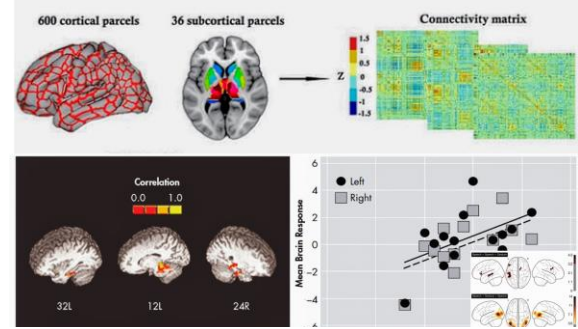 600 cortical parcels
36 subcortical parcels
Connectivity matrix
Z
1.5
1
0.5
0
-0.5
-1
-1.5
Correlation
0.0 1.0
32L
12L
24R
Mean Brain Response
6
4
2
0
−2
−4
6
Left
Right